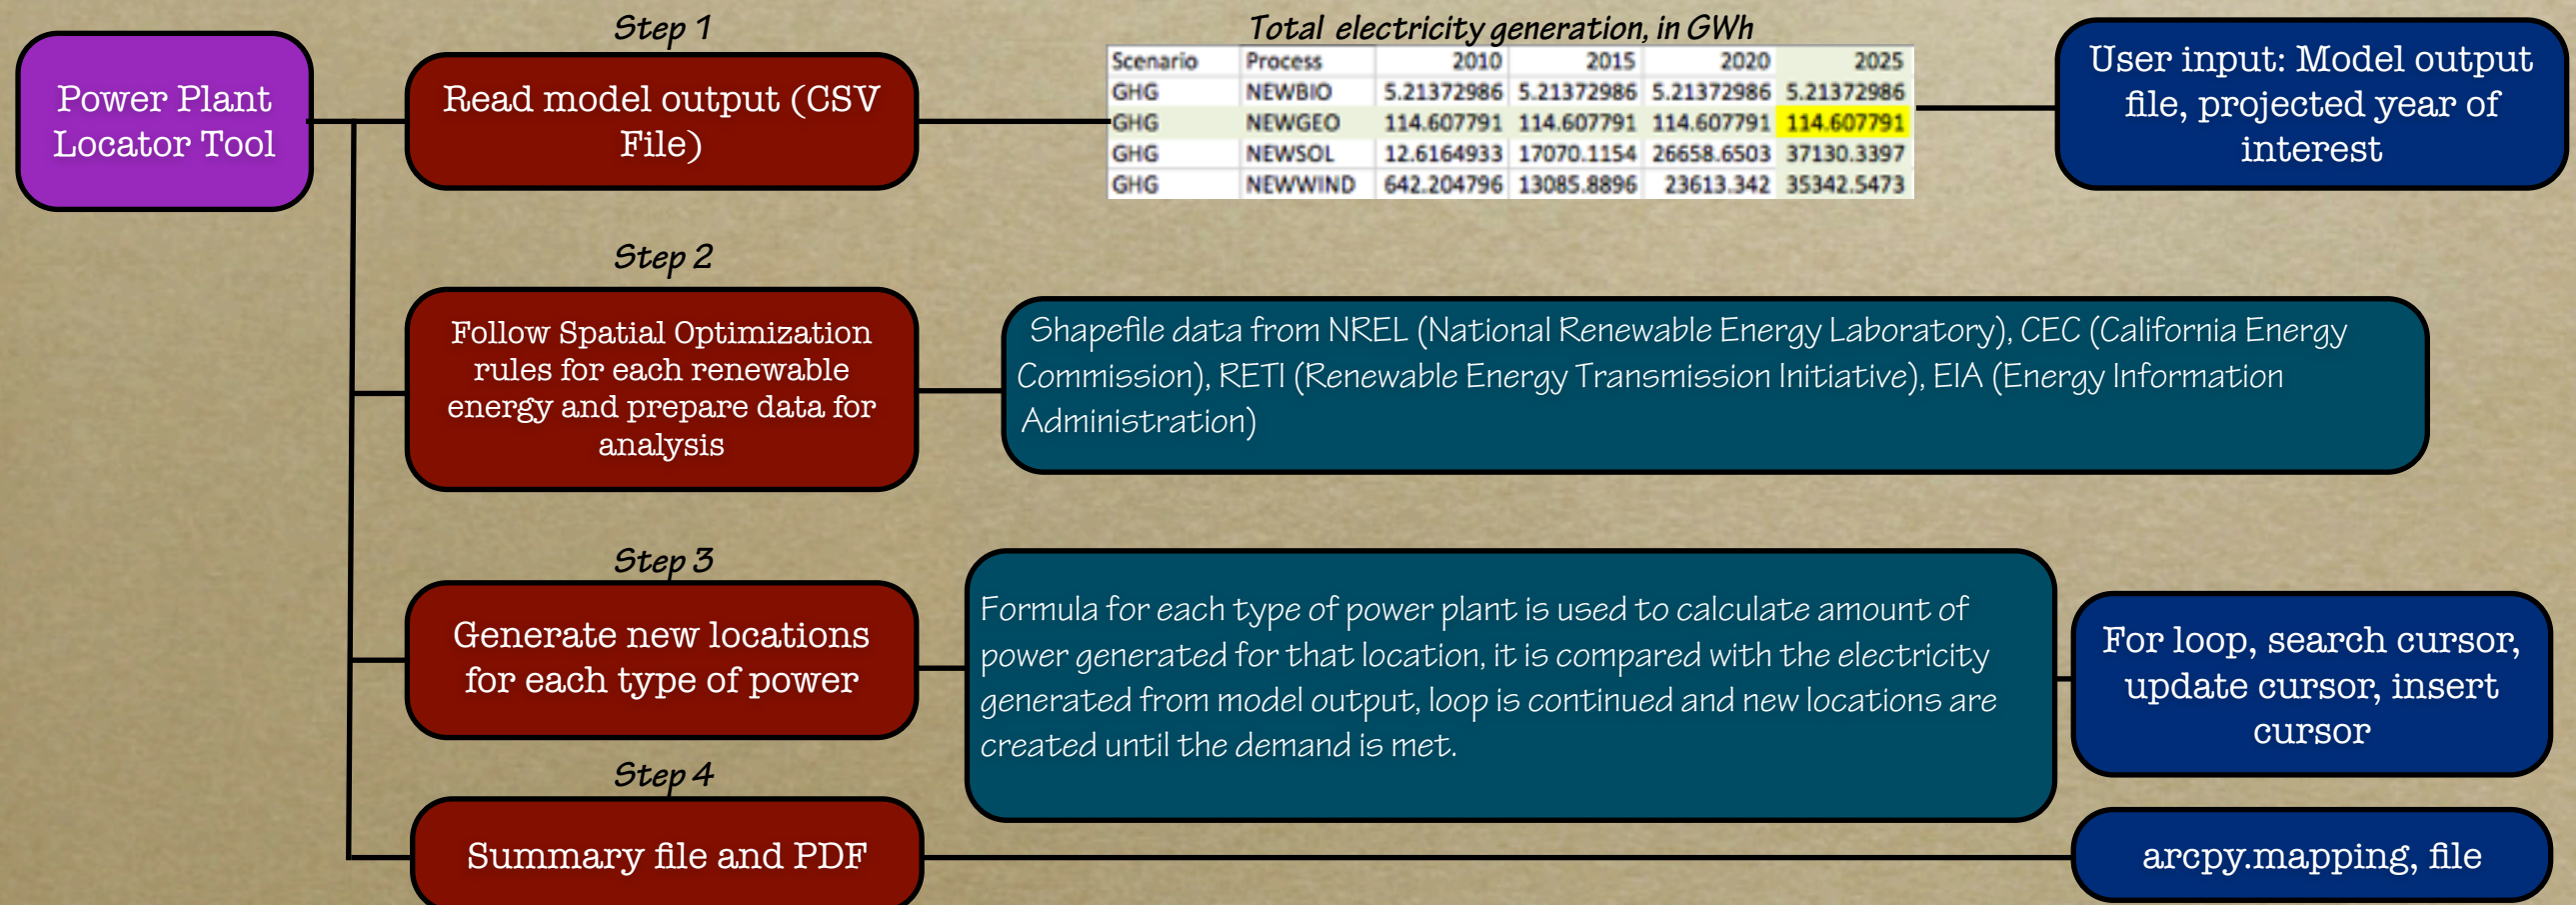 Power Plant
Locator Tool
Step 1
Read model output (CSV
File)
Total electricity generation, in GWh
Scenario Process 2010 2015 2020 2025
GHG NEWBIO 5.21372986 5.21372986 5.21372986 5.21372986
GHG NEWGEO 114.607791 114.607791 114.607791 114.607791
GHG NEWSOL 12.6164933 17070.1154 26658.6503 37130.3397
GHG NEWWIND 642.204796 13085.8896 23613.342 35342.5473
User input: Model output
file, projected year of
interest
Step 2
Follow Spatial Optimization
rules for each renewable
energy and prepare data for
analysis
Shapefile data from NREL (National Renewable Energy Laboratory), CEC (California Energy
Commission), RETI (Renewable Energy Transmission Initiative), EIA (Energy Information
Administration)
Step 3
Generate new locations
for each type of power
Formula for each type of power plant is used to calculate amount of
power generated for that location, it is compared with the electricity
generated from model output, loop is continued and new locations are
created until the demand is met.
For loop, search cursor,
update cursor, insert
cursor
Step 4
Summary file and PDF
arcpy.mapping, file